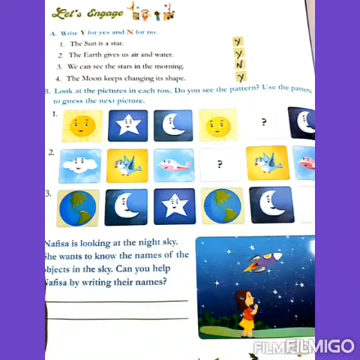 Let's Engage
A. Write Y for yes and N for no.
1. The Sun is a star. Y
2. The Earth gives us air and water. Y
3. We can see the stars in the morning. N
4. The Moon keeps changing its shape. Y
Look at the pictures in each row. Do you see the pattern? Use the pattern
to guess the next picture.
1.
?
2.
?
3.
Nafisa is looking at the night sky.
She wants to know the names of the
objects in the sky. Can you help
Nafisa by writing their names?
FILMFILMIGO